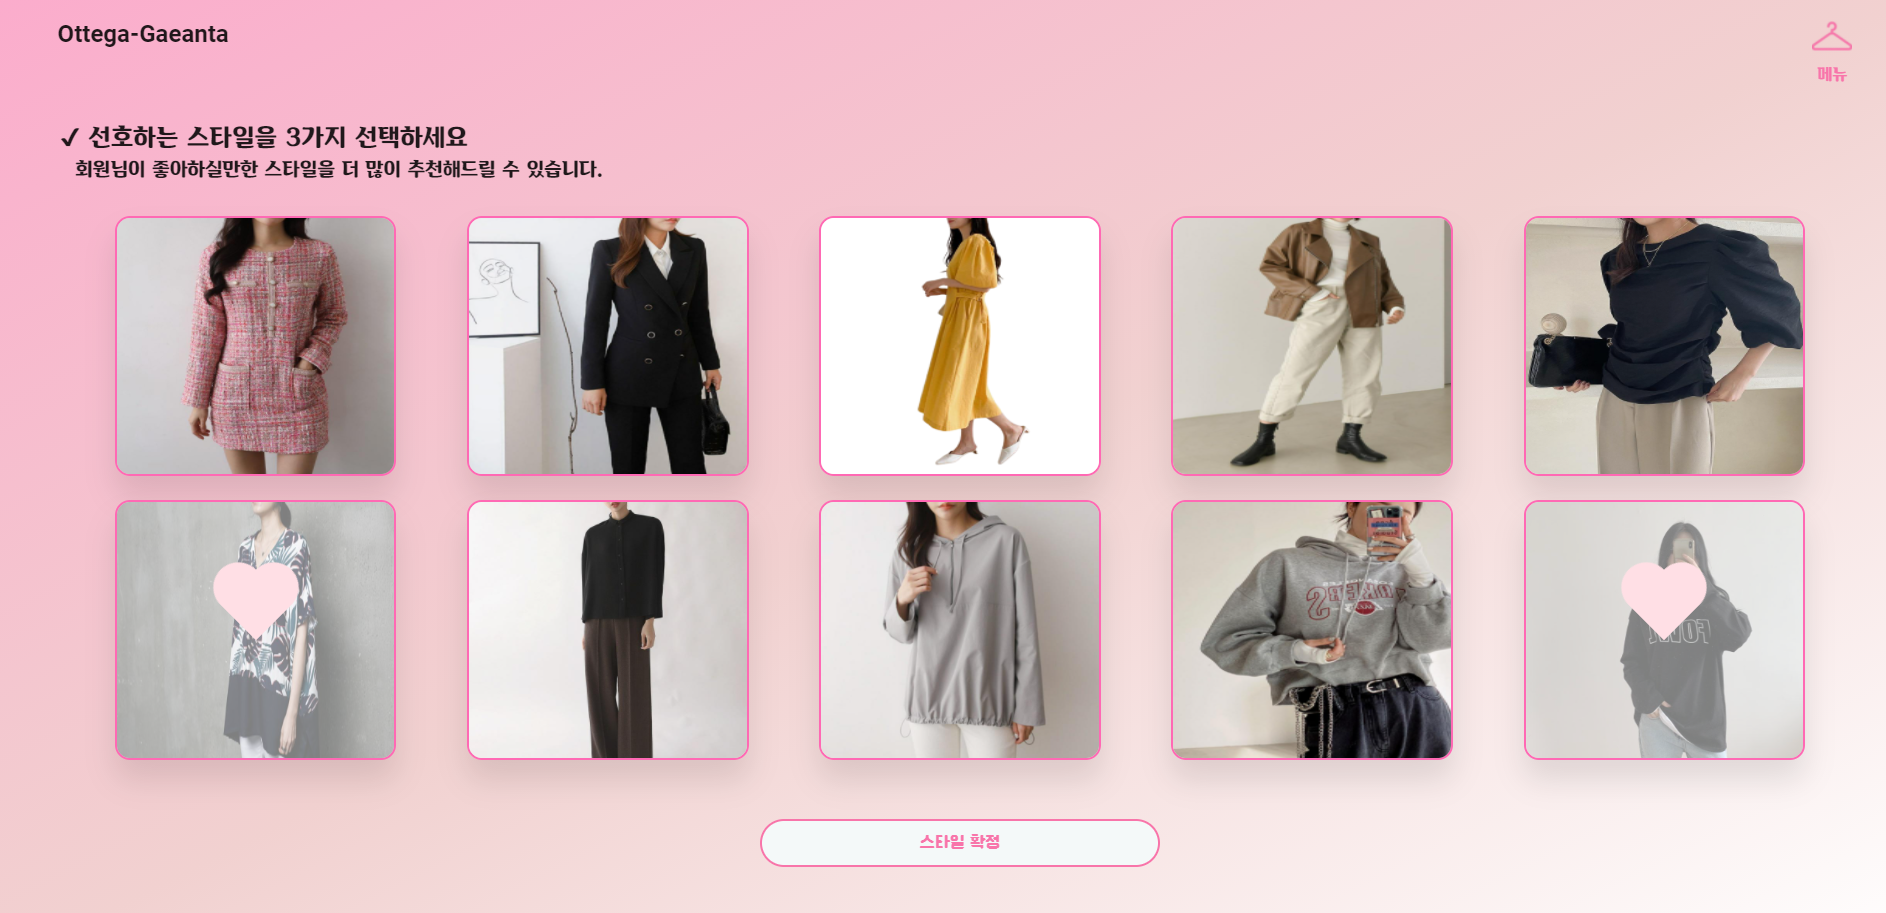 Ottega-Gaeanta
메뉴
✓ 선호하는 스타일을 3가지 선택하세요
회원님이 좋아하실만한 스타일을 더 많이 추천해드릴 수 있습니다.
스타일 확정